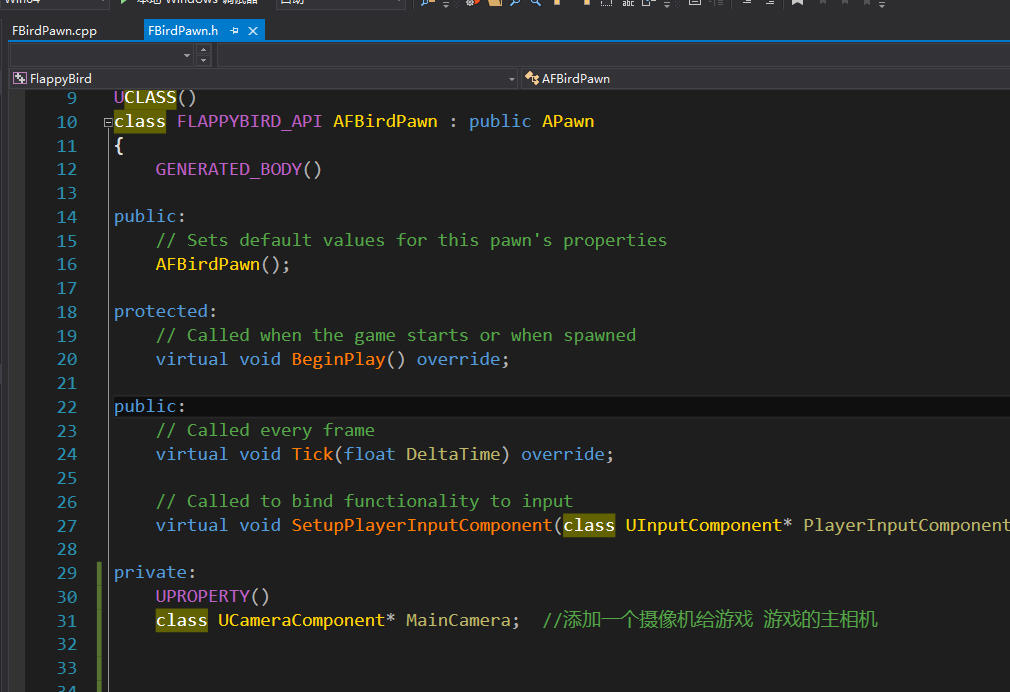 本地 Windows 调试器 自动
FBirdPawn.cpp FBirdPawn.h
FlappyBird AFBirdPawn
9 UCLASS()
10 class FLAPPYBIRD_API AFBirdPawn : public APawn
11 {
12 GENERATED_BODY()
13
14 public:
15 // Sets default values for this pawn's properties
16 AFBirdPawn();
17
18 protected:
19 // Called when the game starts or when spawned
20 virtual void BeginPlay() override;
21
22 public:
23 // Called every frame
24 virtual void Tick(float DeltaTime) override;
25
26 // Called to bind functionality to input
27 virtual void SetupPlayerInputComponent(class UInputComponent* PlayerInputComponent
28
29 private:
30 UPROPERTY()
31 class UCameraComponent* MainCamera; //添加一个摄像机给游戏 游戏的主相机
32
33
34